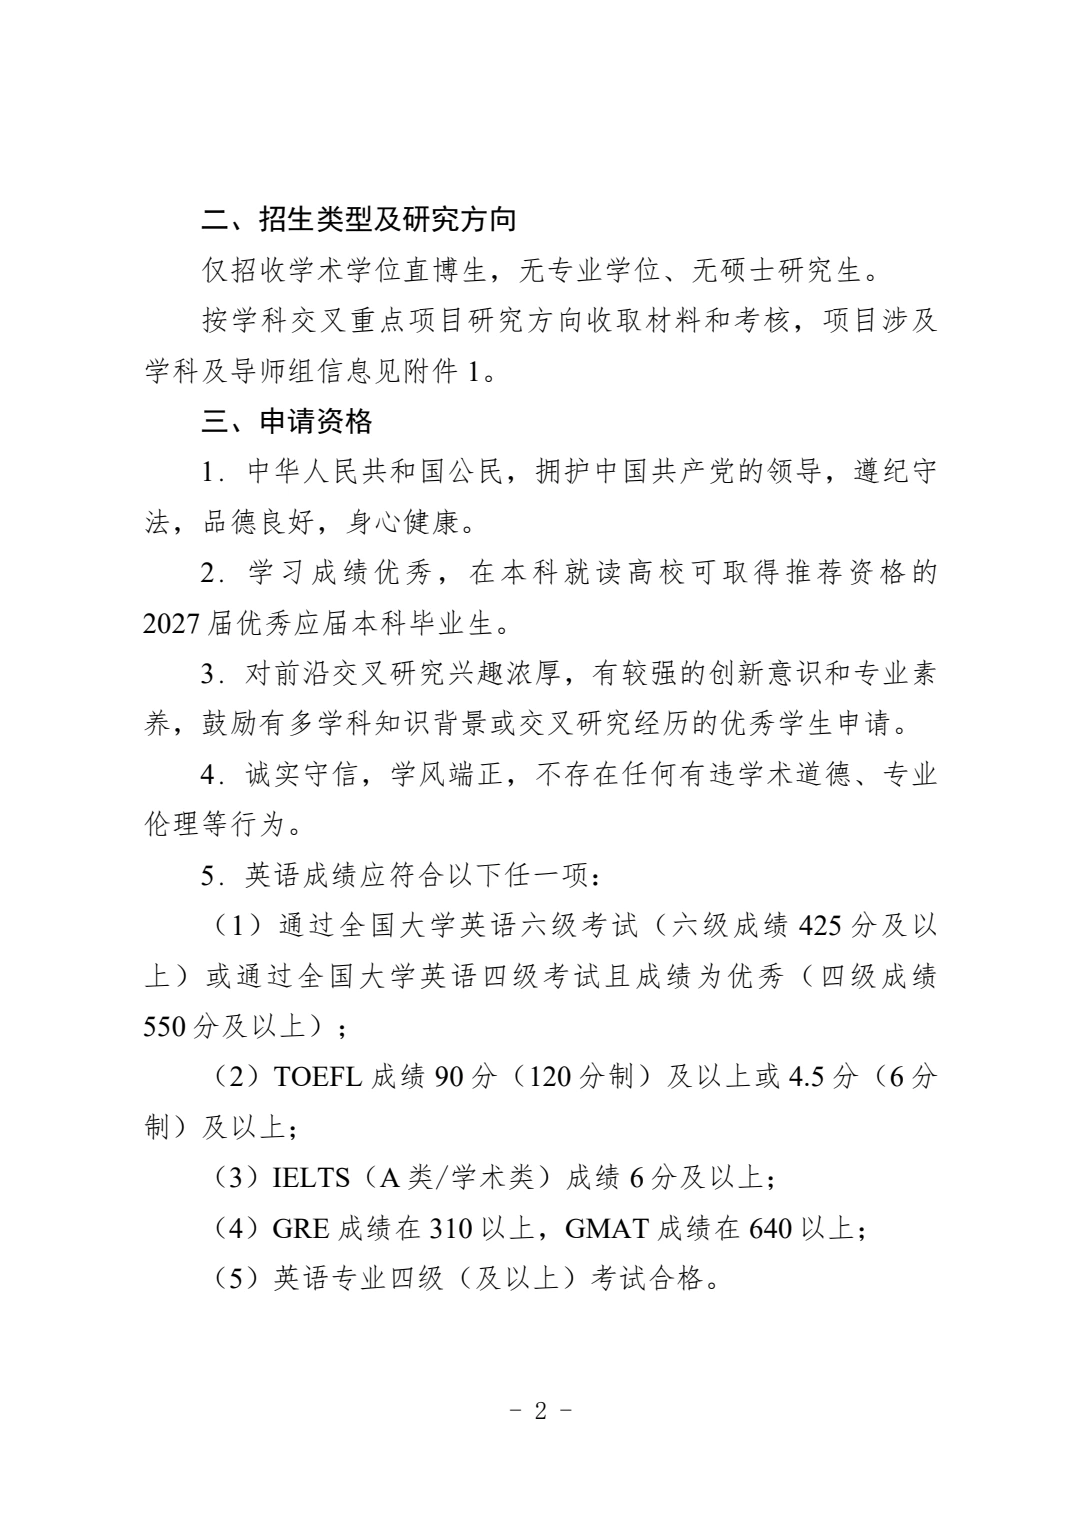 二、招生类型及研究方向
仅招收学术学位直博生，无专业学位、无硕士研究生。
按学科交叉重点项目研究方向收取材料和考核，项目涉及
学科及导师组信息见附件 1。
三、申请资格
1. 中华人民共和国公民，拥护中国共产党的领导，遵纪守
法，品德良好，身心健康。
2. 学习成绩优秀，在本科就读高校可取得推荐资格的
2027 届优秀应届本科毕业生。
3. 对前沿交叉研究兴趣浓厚，有较强的创新意识和专业素
养，鼓励有多学科知识背景或交叉研究经历的优秀学生申请。
4. 诚实守信，学风端正，不存在任何有违学术道德、专业
伦理等行为。
5. 英语成绩应符合以下任一项：
（1）通过全国大学英语六级考试（六级成绩 425 分及以
上）或通过全国大学英语四级考试且成绩为优秀（四级成绩
550 分及以上）；
（2）TOEFL 成绩 90 分（120 分制）及以上或 4.5 分（6 分
制）及以上；
（3）IELTS（A 类/学术类）成绩 6 分及以上；
（4）GRE 成绩在 310 以上，GMAT 成绩在 640 以上；
（5）英语专业四级（及以上）考试合格。
- 2 -